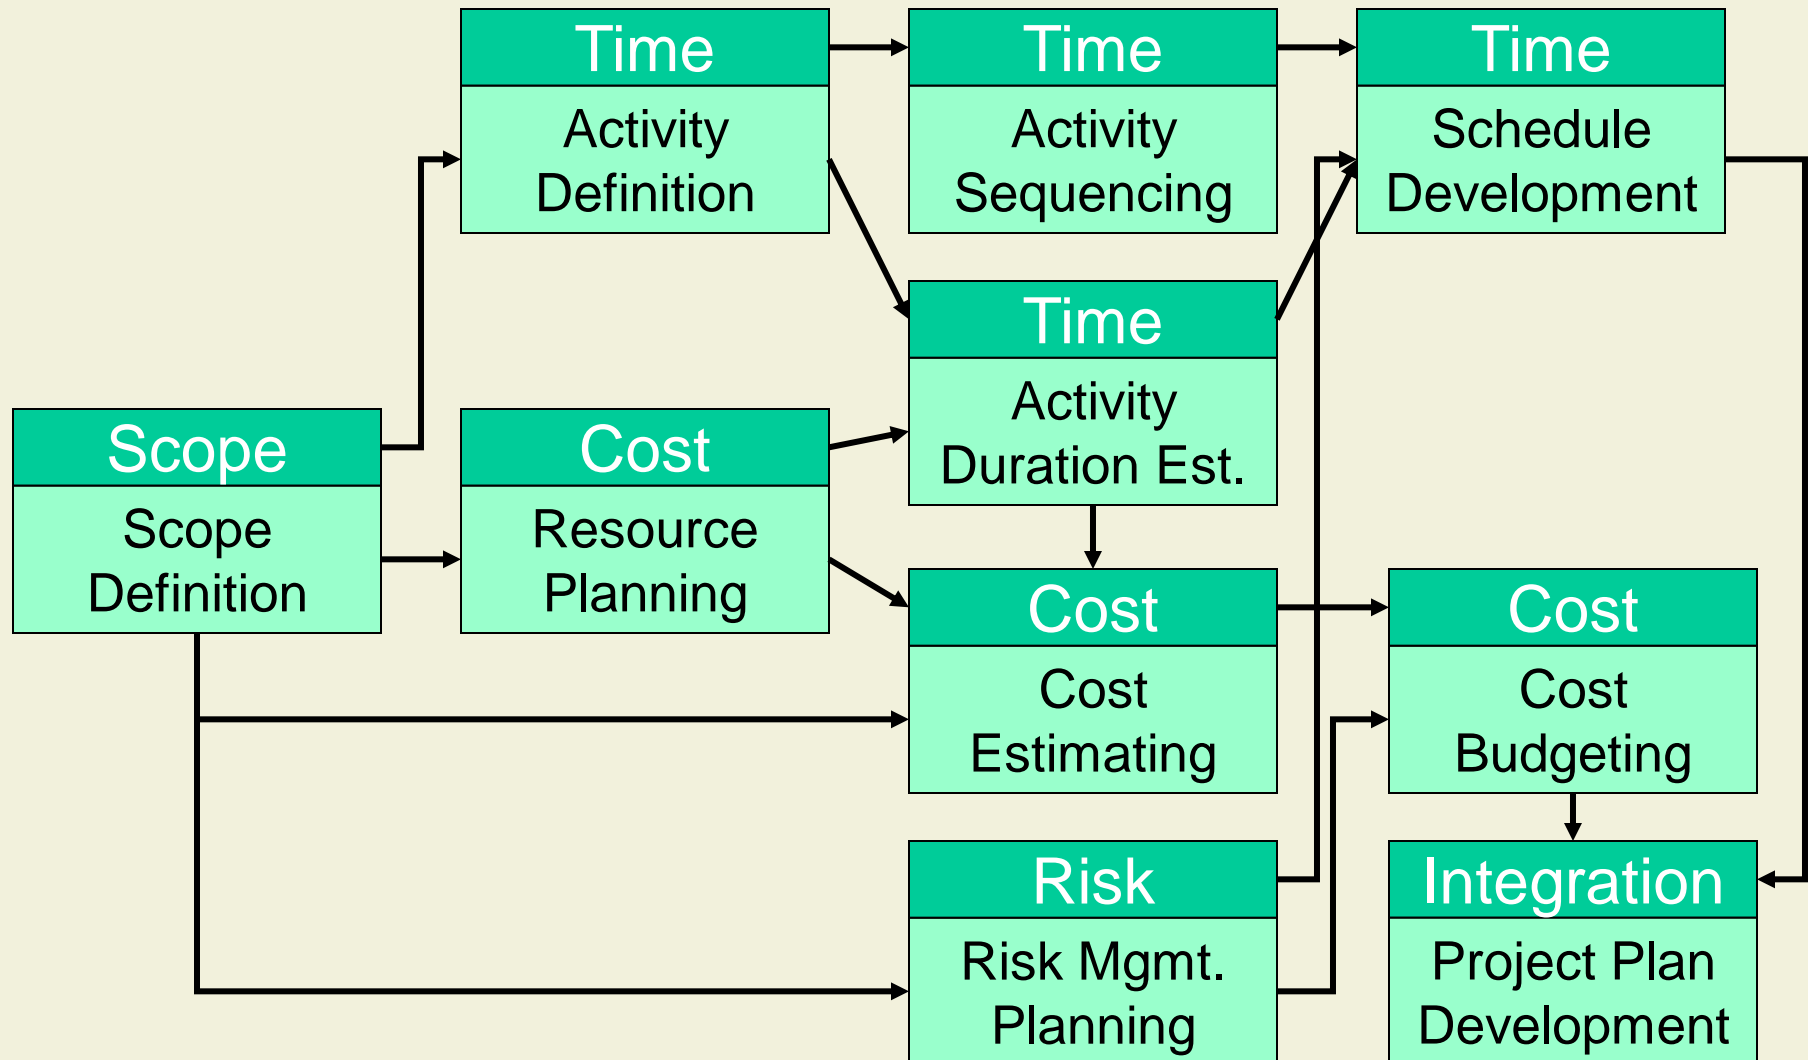 Time
Activity
Definition
Time
Activity
Sequencing
Time
Schedule
Development
Time
Activity
Duration Est.
Scope
Scope
Definition
Cost
Resource
Planning
Cost
Cost
Estimating
Cost
Cost
Budgeting
Risk
Risk Mgmt.
Planning
Integration
Project Plan
Development